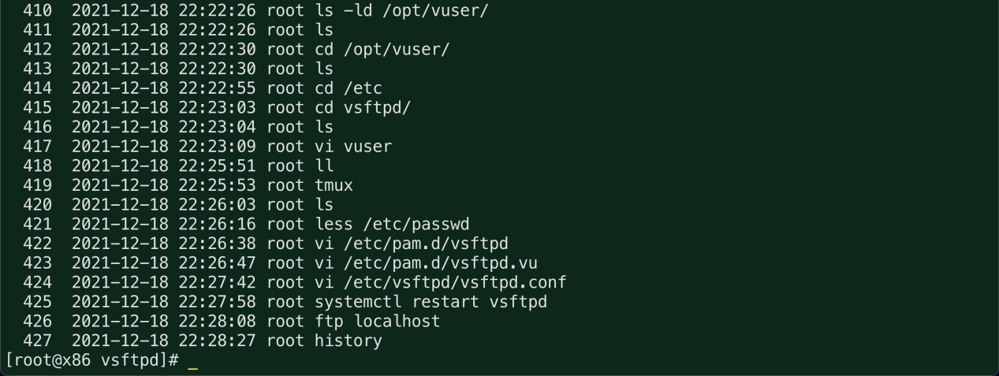 410  2021-12-18 22:22:26 root ls -ld /opt/vuser/
411  2021-12-18 22:22:26 root ls
412  2021-12-18 22:22:30 root cd /opt/vuser/
413  2021-12-18 22:22:30 root ls
414  2021-12-18 22:22:55 root cd /etc
415  2021-12-18 22:23:03 root cd vsftpd/
416  2021-12-18 22:23:04 root ls
417  2021-12-18 22:23:09 root vi vuser
418  2021-12-18 22:25:51 root ll
419  2021-12-18 22:25:53 root tmux
420  2021-12-18 22:26:03 root ls
421  2021-12-18 22:26:16 root less /etc/passwd
422  2021-12-18 22:26:38 root vi /etc/pam.d/vsftpd
423  2021-12-18 22:26:47 root vi /etc/pam.d/vsftpd.vu
424  2021-12-18 22:27:42 root vi /etc/vsftpd/vsftpd.conf
425  2021-12-18 22:27:58 root systemctl restart vsftpd
426  2021-12-18 22:28:08 root ftp localhost
427  2021-12-18 22:28:27 root history
[root@x86 vsftpd]# _